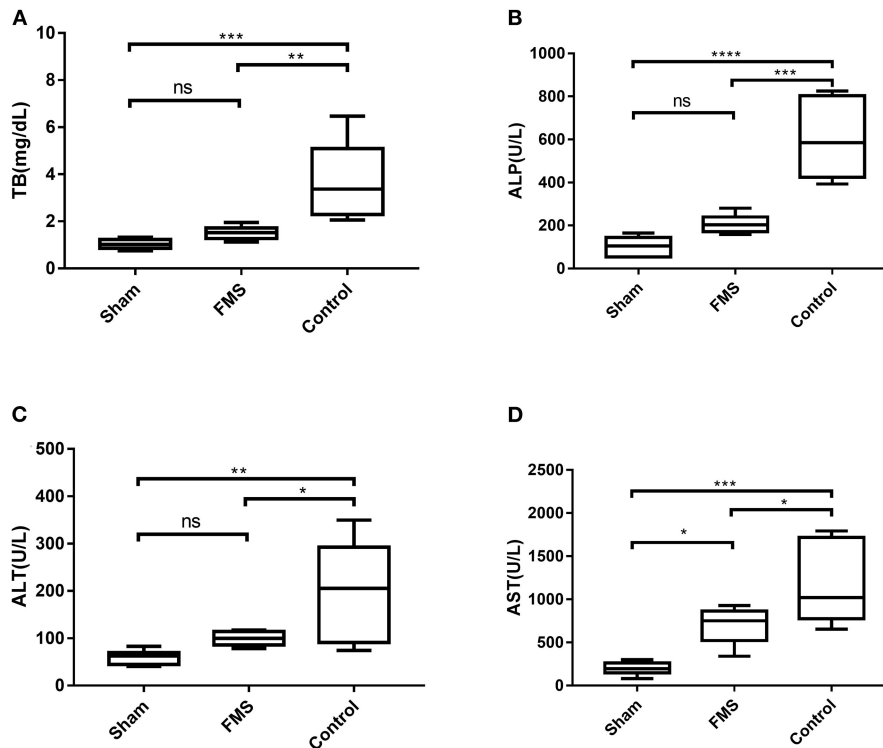 A
TB(mg/dL)
10
8
6
4
2
0
***
**
ns
Sham
FMS
Control
B
ALP(U/L)
1000
800
600
400
200
0
****
***
ns
Sham
FMS
Control
C
ALT(U/L)
500
400
300
200
100
0
**
*
ns
Sham
FMS
Control
D
AST(U/L)
2500
2000
1500
1000
500
0
***
*
*
Sham
FMS
Control